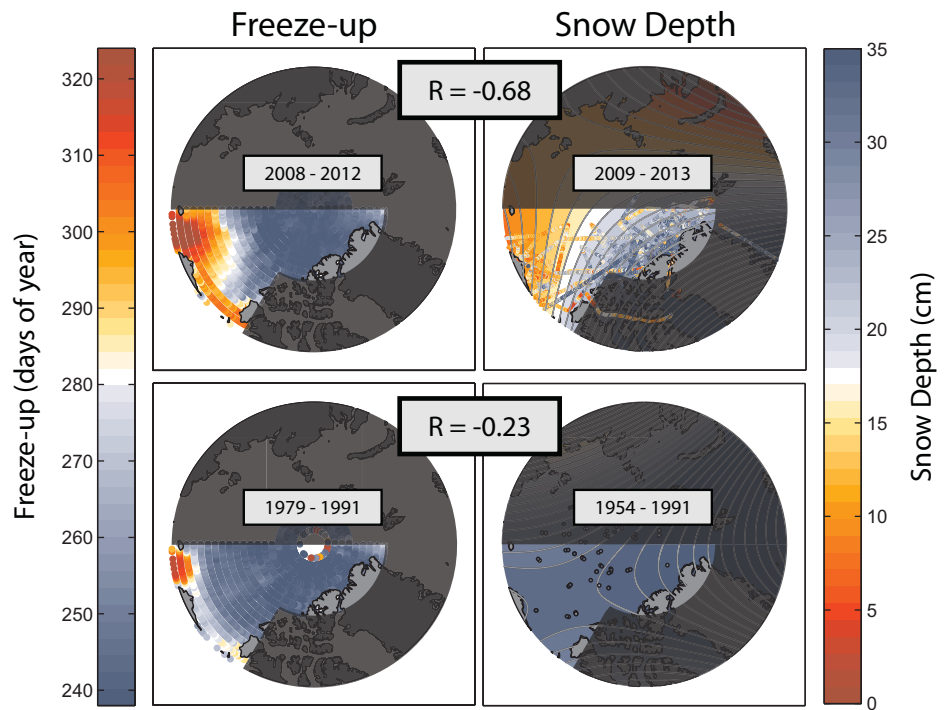 Freeze-up
Snow Depth
R = -0.68
2008 - 2012
2009 - 2013
R = -0.23
1979 - 1991
1954 - 1991
Freeze-up (days of year)
320
310
300
290
280
270
260
250
240
Snow Depth (cm)
35
30
25
20
15
10
5
0